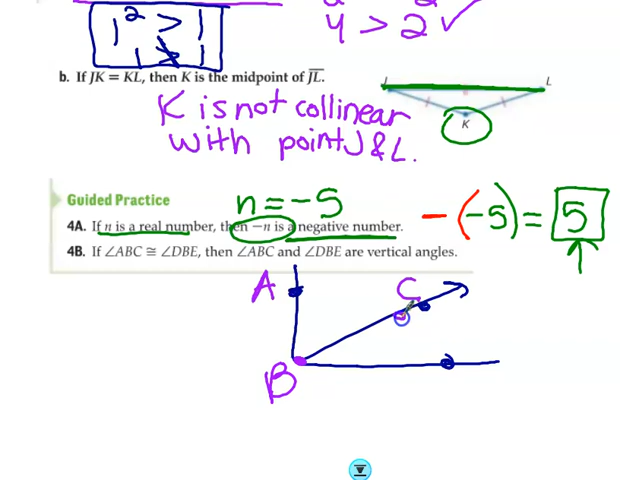 1² > 1
1 ≯ 1
4 > 2 ✓
b. If JK = KL, then K is the midpoint of JL.
J L
K
K is not collinear
with point J & L.
Guided Practice
n = -5
-(-5) = 5
4A. If n is a real number, then −n is a negative number.
4B. If ∠ABC ≅ ∠DBE, then ∠ABC and ∠DBE are vertical angles.
A
C
B